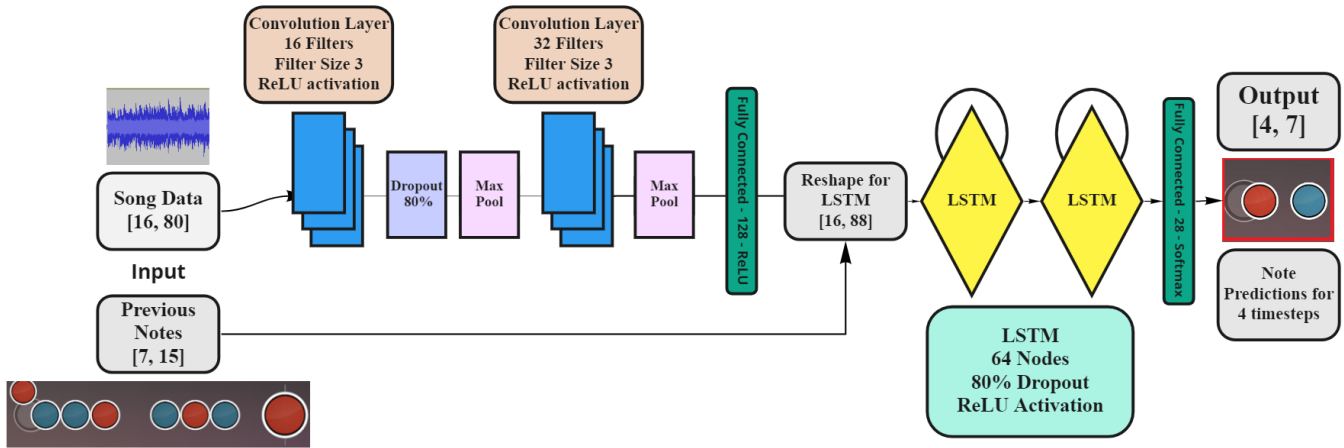 Convolution Layer
16 Filters
Filter Size 3
ReLU activation
Convolution Layer
32 Filters
Filter Size 3
ReLU activation
Song Data
[16, 80]
Input
Previous
Notes
[7, 15]
Dropout
80%
Max
Pool
Max
Pool
Fully Connected - 128 - ReLU
Reshape for
LSTM
[16, 88]
LSTM
LSTM
LSTM
64 Nodes
80% Dropout
ReLU Activation
Fully Connected - 28 - Softmax
Output
[4, 7]
Note
Predictions for
4 timesteps